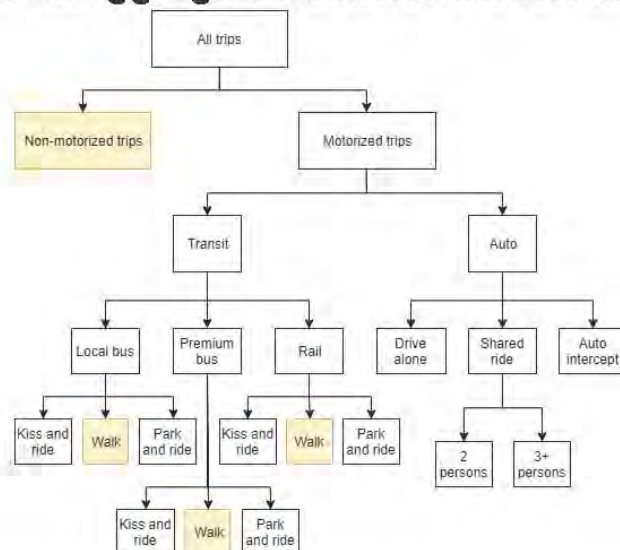 All trips
Non-motorized trips
Motorized trips
Transit
Auto
Local bus
Premium
bus
Rail
Drive
alone
Shared
ride
Auto
intercept
Kiss and
ride
Walk
Park
and ride
Kiss and
ride
Walk
Park
and ride
2
persons
3+
persons
Kiss and
ride
Walk
Park
and ride